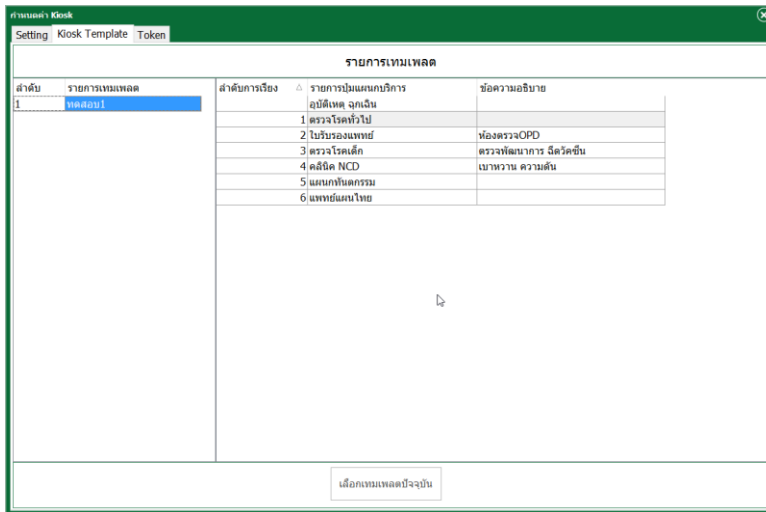 กำหนดค่า Kiosk
Setting Kiosk Template Token
รายการเทมเพลต
ลำดับ รายการเทมเพลต ลำดับการเรียง รายการปุ่มแผนกบริการ ข้อความอธิบาย
1 ทดสอบ1 อุบัติเหตุ ฉุกเฉิน
1 ตรวจโรคทั่วไป
2 ใบรับรองแพทย์ ห้องตรวจOPD
3 ตรวจโรคเด็ก ตรวจพัฒนาการ ฉีดวัคซีน
4 คลีนิค NCD เบาหวาน ความดัน
5 แผนกทันตกรรม
6 แพทย์แผนไทย
เลือกเทมเพลตปัจจุบัน